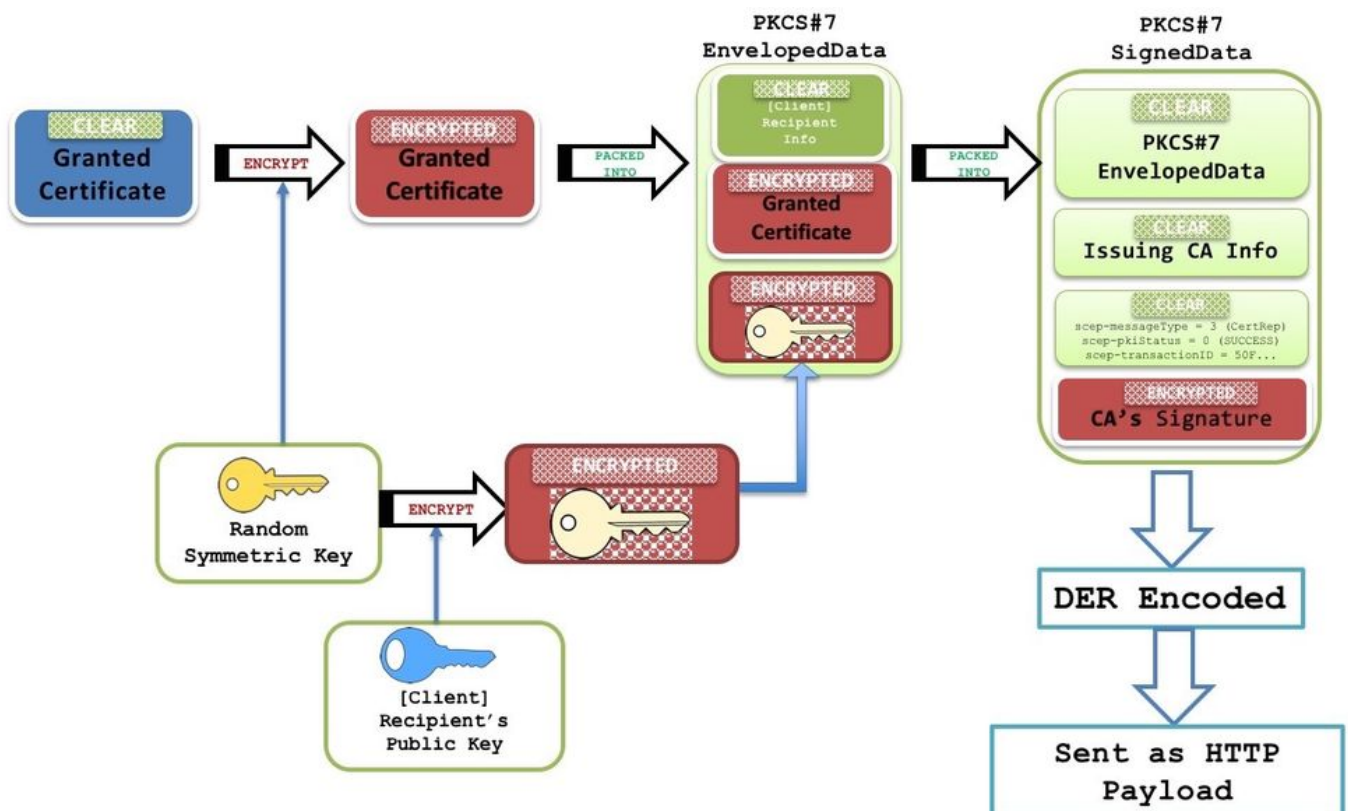 PKCS#7
EnvelopedData
PKCS#7
SignedData
CLEAR
Granted
Certificate
ENCRYPT
ENCRYPTED
Granted
Certificate
PACKED
INTO
CLEAR
[Client]
Recipient
Info
ENCRYPTED
Granted
Certificate
ENCRYPTED
PACKED
INTO
CLEAR
PKCS#7
EnvelopedData
CLEAR
Issuing CA Info
CLEAR
scep-messageType = 3 (CertRep)
scep-pkiStatus = 0 (SUCCESS)
scep-transactionID = 50F...
ENCRYPTED
CA's Signature
Random
Symmetric Key
ENCRYPT
ENCRYPTED
[Client]
Recipient's
Public Key
DER Encoded
Sent as HTTP
Payload